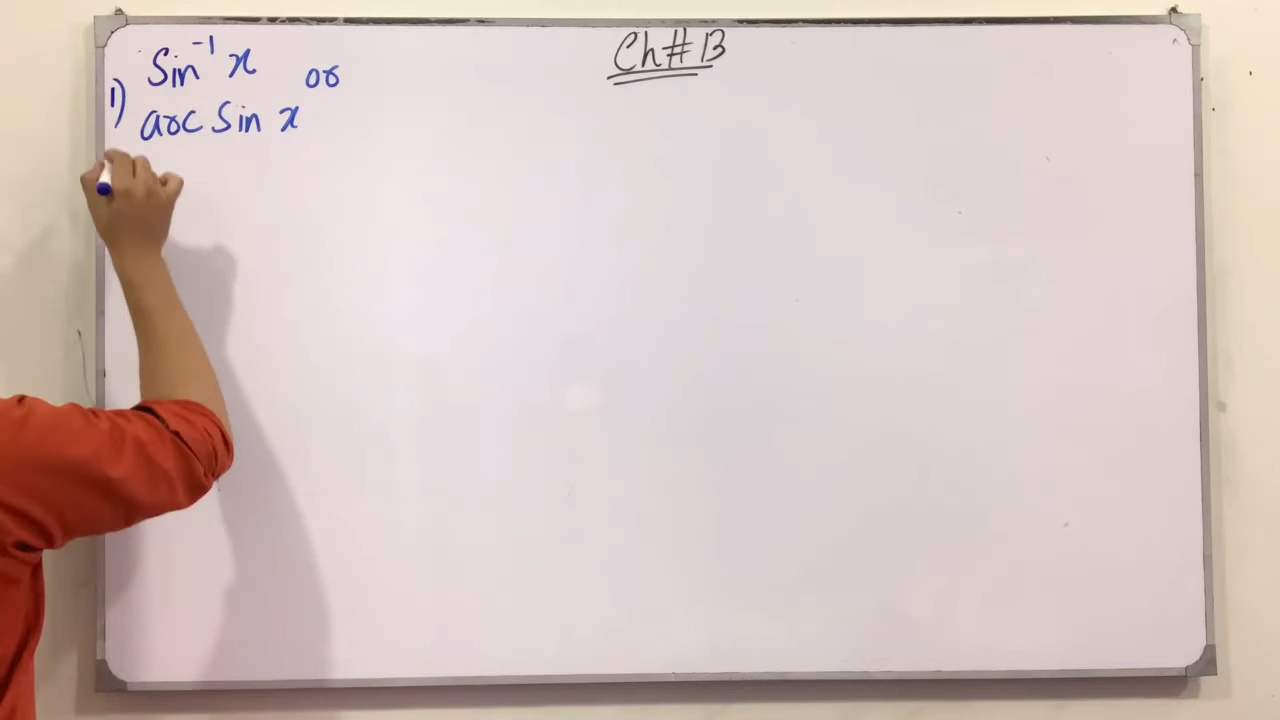 Ch# 13
Sin⁻¹ x or
1)
arc Sin x